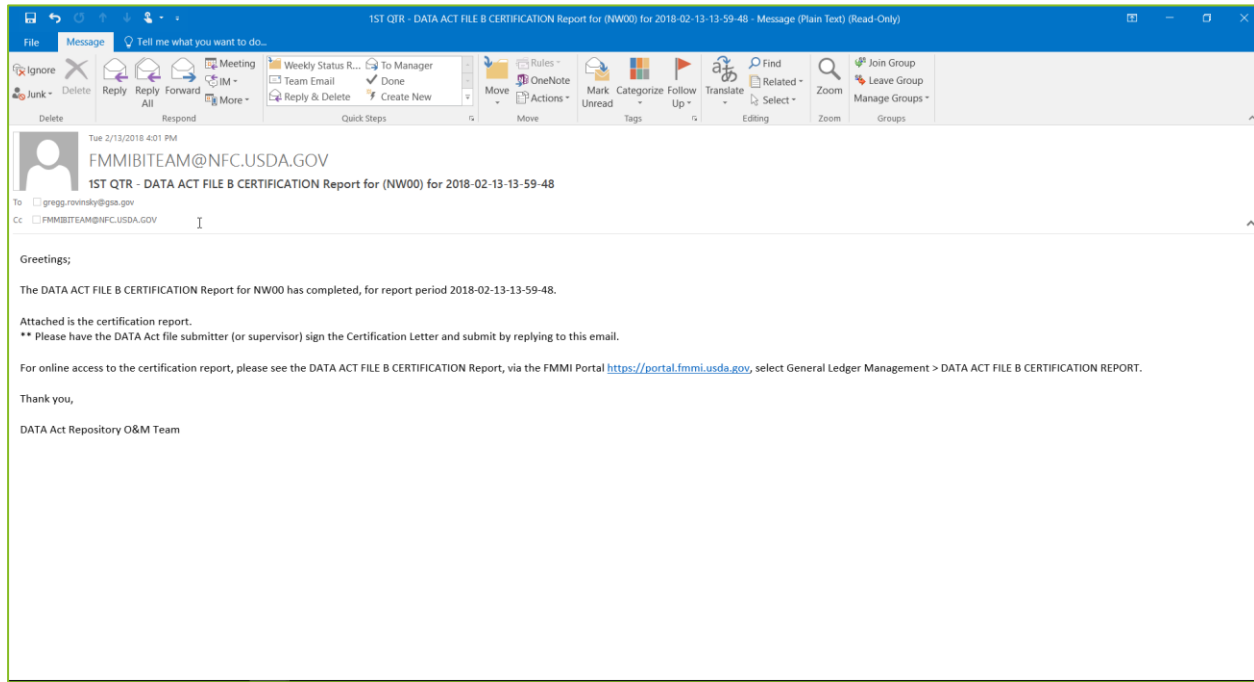 1ST QTR - DATA ACT FILE B CERTIFICATION Report for (NW00) for 2018-02-13-13-59-48 - Message (Plain Text) (Read-Only)
File Message Tell me what you want to do...
Ignore
Junk
Delete
Reply
Reply All
Forward
Meeting
IM
More
Weekly Status R...
Team Email
Reply & Delete
To Manager
Done
Create New
Move
Rules
OneNote
Actions
Mark Unread
Categorize
Follow Up
Translate
Find
Related
Select
Zoom
Join Group
Leave Group
Manage Groups
Delete Respond Quick Steps Move Tags Editing Zoom Groups
Tue 2/13/2018 4:01 PM
FMMIBITEAM@NFC.USDA.GOV
1ST QTR - DATA ACT FILE B CERTIFICATION Report for (NW00) for 2018-02-13-13-59-48
To gregg.rovinsky@gsa.gov
Cc FMMIBITEAM@NFC.USDA.GOV
Greetings;
The DATA ACT FILE B CERTIFICATION Report for NW00 has completed, for report period 2018-02-13-13-59-48.
Attached is the certification report.
** Please have the DATA Act file submitter (or supervisor) sign the Certification Letter and submit by replying to this email.
For online access to the certification report, please see the DATA ACT FILE B CERTIFICATION Report, via the FMMI Portal https://portal.fmmi.usda.gov, select General Ledger Management > DATA ACT FILE B CERTIFICATION REPORT.
Thank you,
DATA Act Repository O&M Team